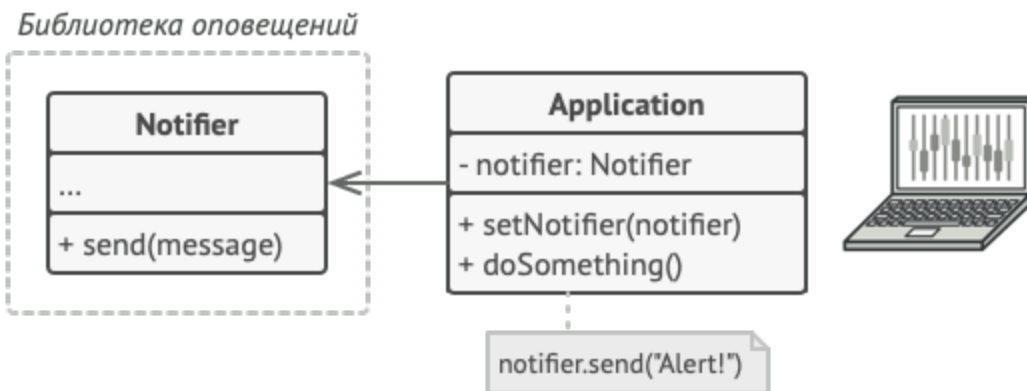 Библиотека оповещений
Notifier
...
+ send(message)
Application
- notifier: Notifier
+ setNotifier(notifier)
+ doSomething()
notifier.send("Alert!")